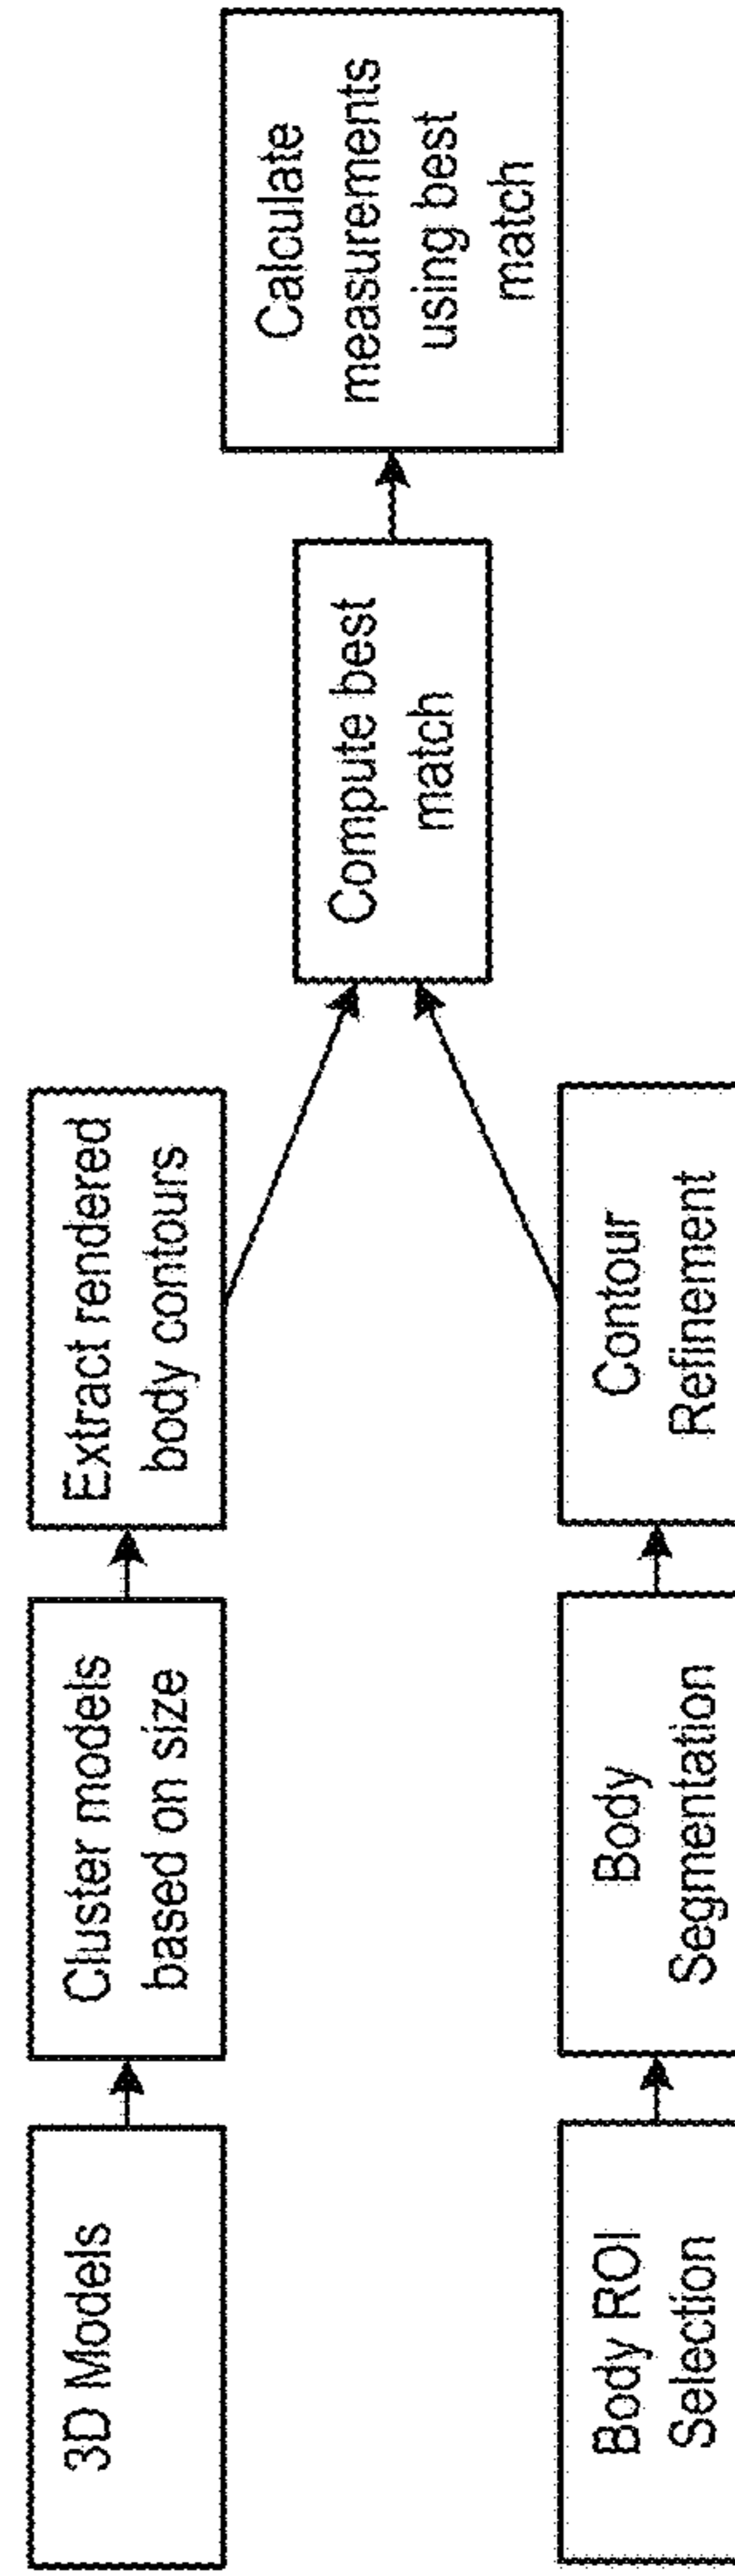 3D Models
Cluster models
based on size
Extract rendered
body contours
Body ROI
Selection
Body
Segmentation
Contour
Refinement
Compute best
match
Calculate
measurements
using best
match